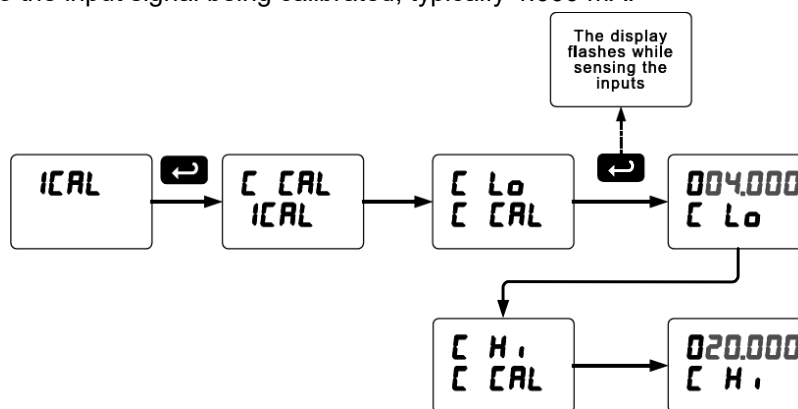 the input signal being calibrated, typically 4.000 mA.
The display
flashes while
sensing the
inputs
ICAL
C CAL
ICAL
C Lo
C CAL
004.000
C Lo
C Hi
C CAL
020.000
C Hi